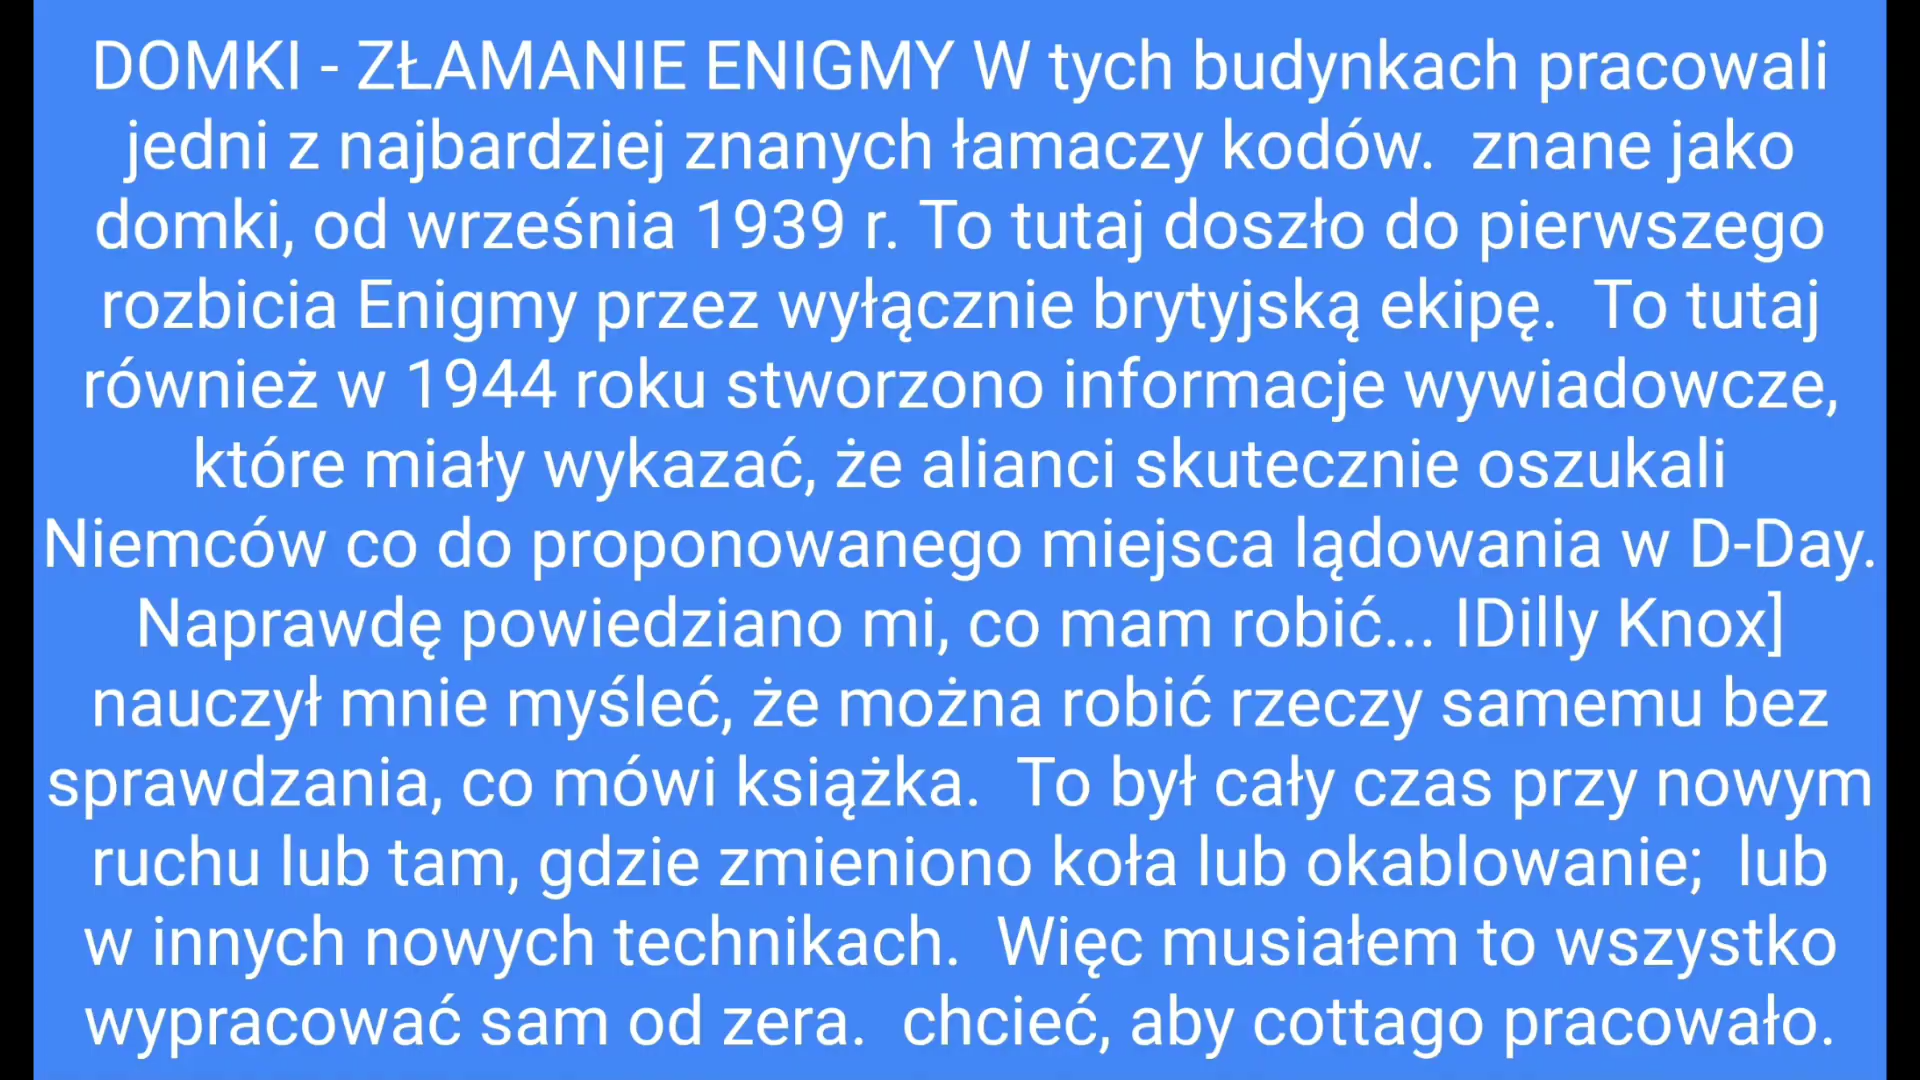 DOMKI - ZŁAMANIE ENIGMY W tych budynkach pracowali
jedni z najbardziej znanych łamaczy kodów.  znane jako
domki, od września 1939 r. To tutaj doszło do pierwszego
rozbicia Enigmy przez wyłącznie brytyjską ekipę.  To tutaj
również w 1944 roku stworzono informacje wywiadowcze,
które miały wykazać, że alianci skutecznie oszukali
Niemców co do proponowanego miejsca lądowania w D-Day.
Naprawdę powiedziano mi, co mam robić... IDilly Knox]
nauczył mnie myśleć, że można robić rzeczy samemu bez
sprawdzania, co mówi książka.  To był cały czas przy nowym
ruchu lub tam, gdzie zmieniono koła lub okablowanie;  lub
w innych nowych technikach.  Więc musiałem to wszystko
wypracować sam od zera.  chcieć, aby cottago pracowało.